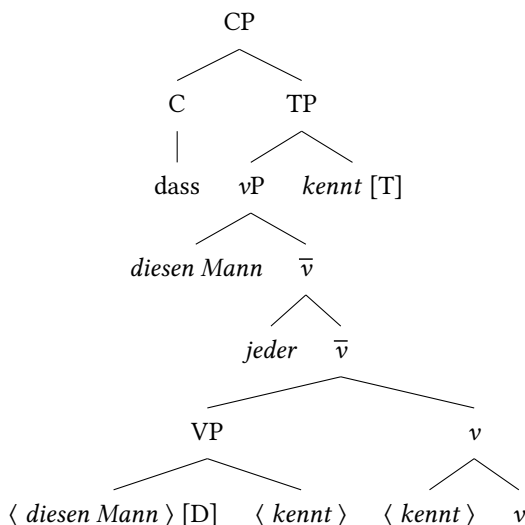 CP
C TP
dass vP kennt [T]
diesen Mann v̅
jeder v̅
VP v
⟨ diesen Mann ⟩ [D] ⟨ kennt ⟩ ⟨ kennt ⟩ v